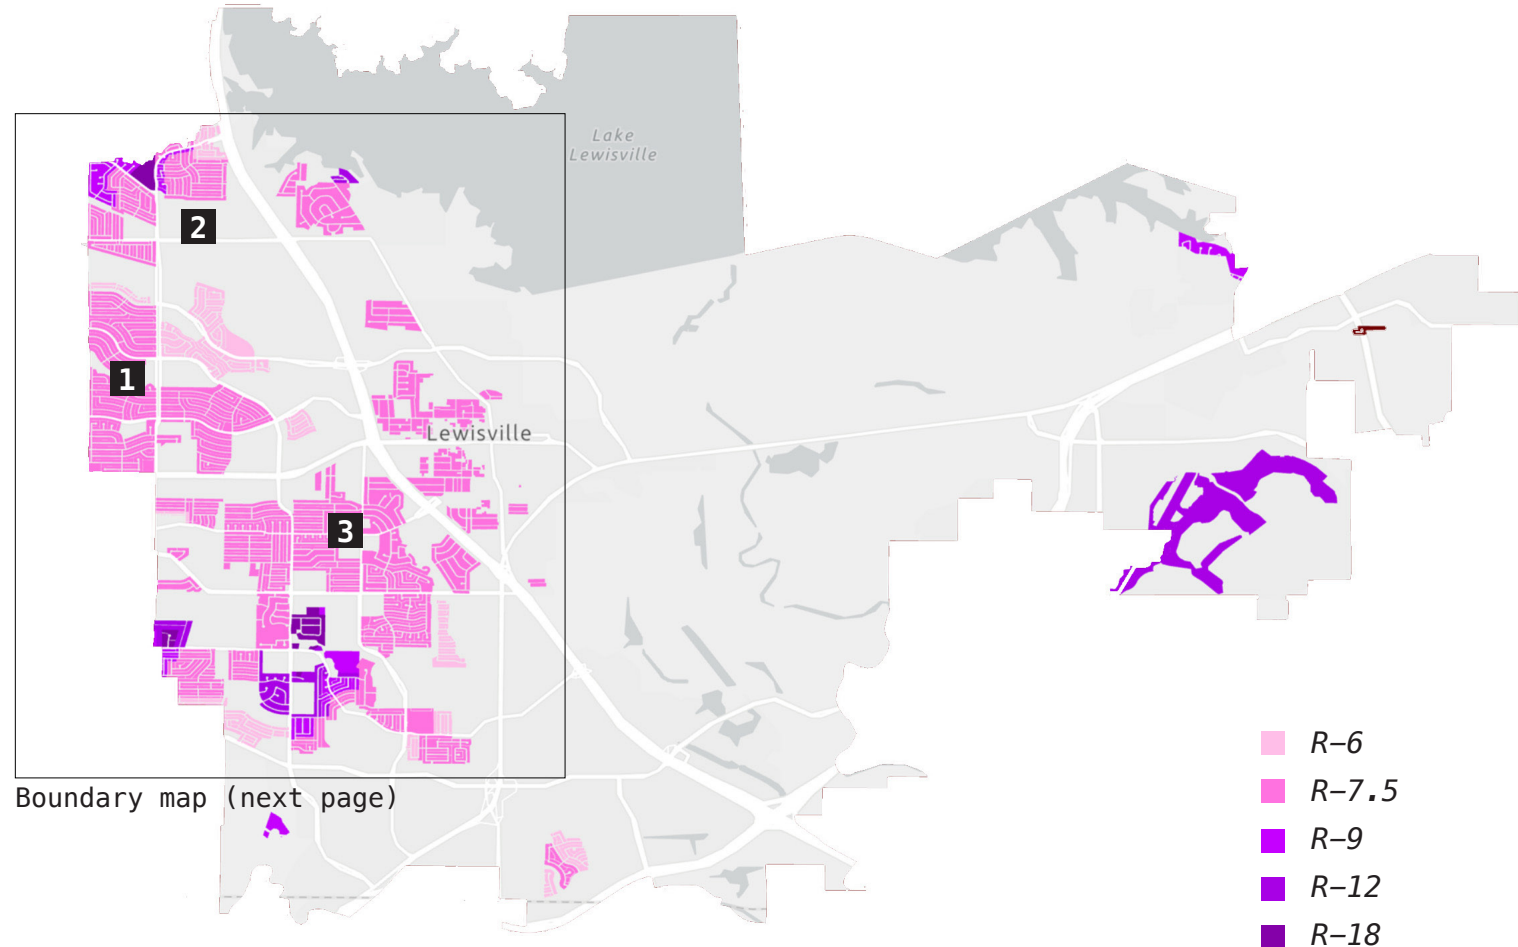 Lake
Lewisville
2
1
Lewisville
3
Boundary map (next page)
R-6
R-7.5
R-9
R-12
R-18